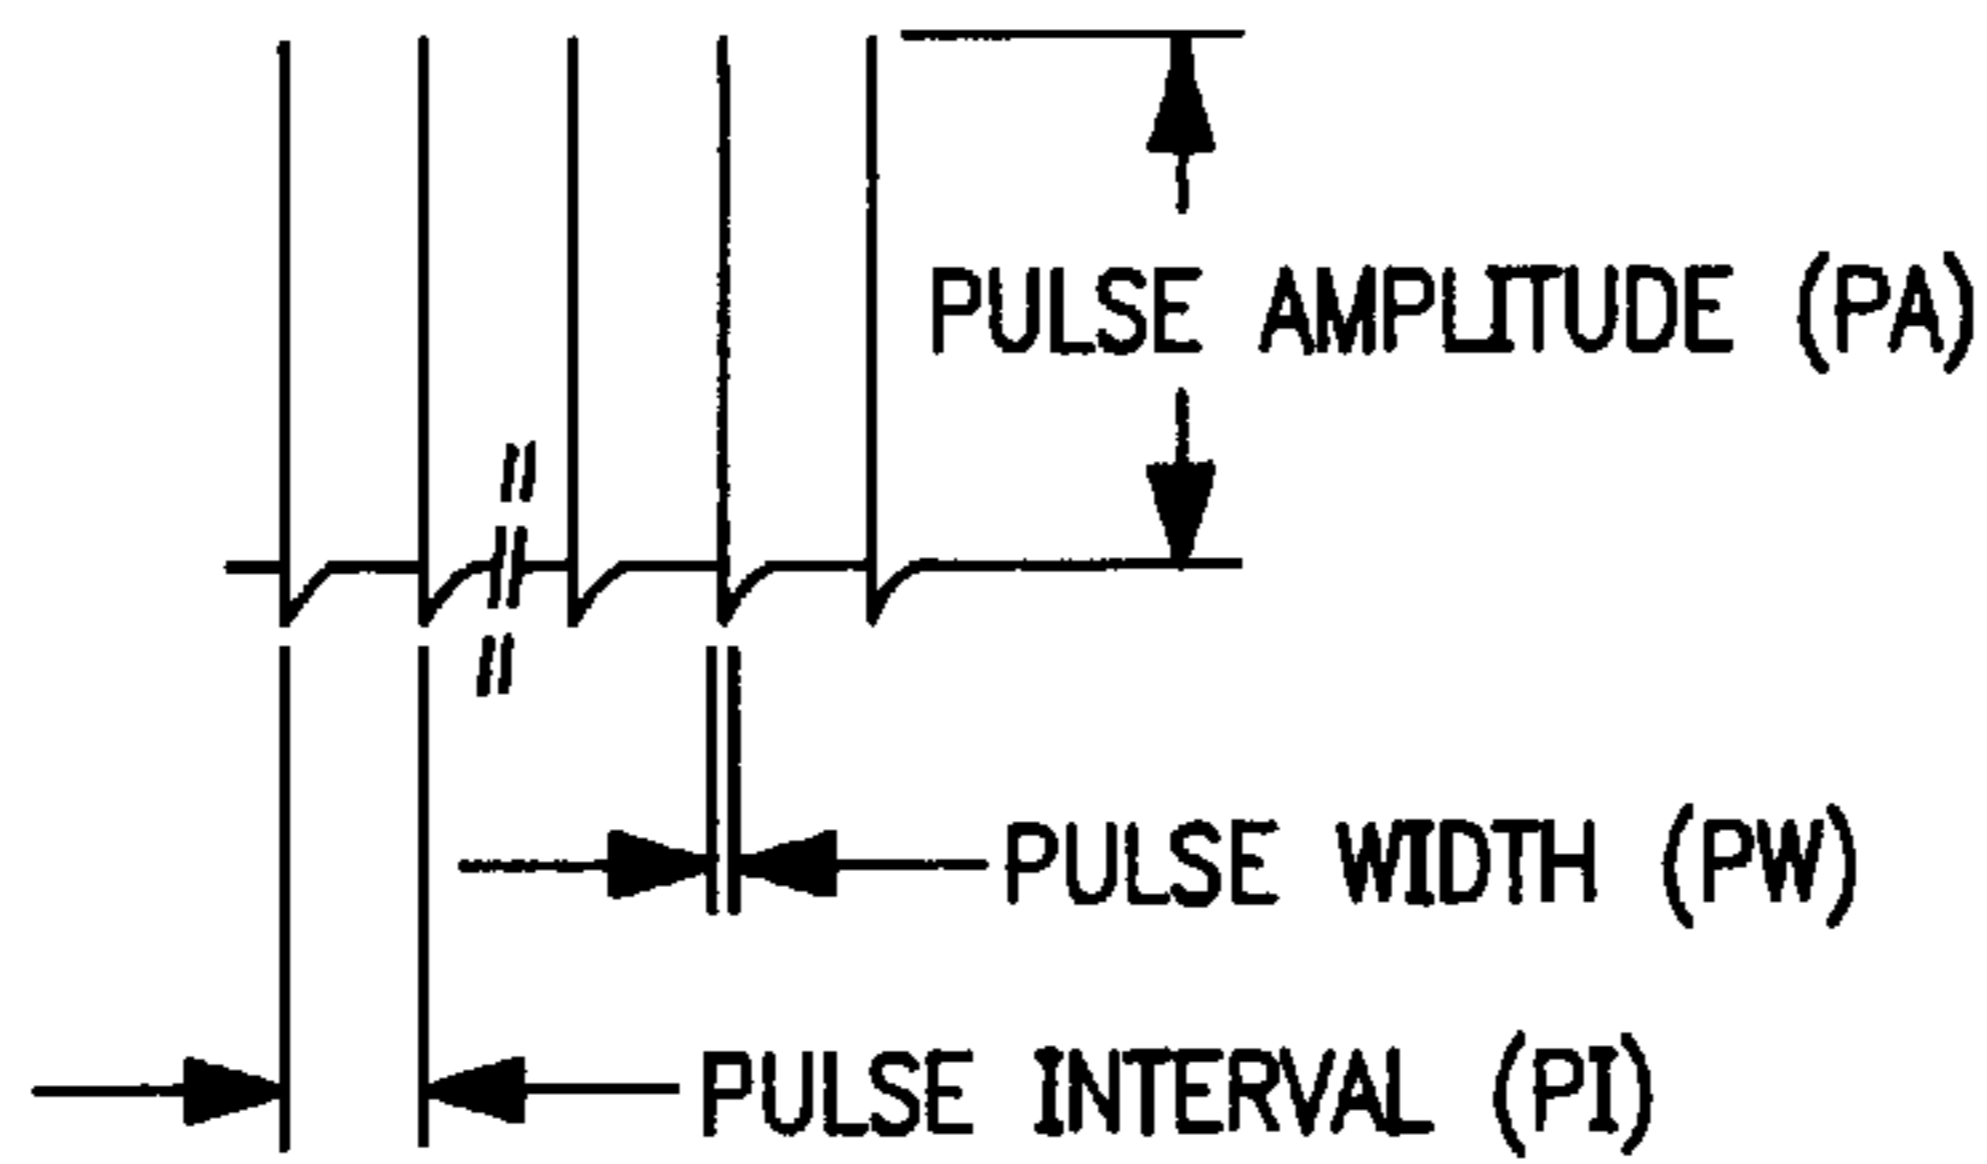 PULSE AMPLITUDE (PA)
PULSE WIDTH (PW)
PULSE INTERVAL (PI)